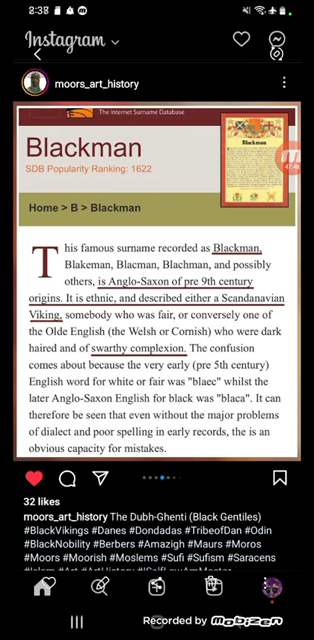 2:38
Instagram
moors_art_history
The Internet Surname Database
Blackman
SDB Popularity Ranking: 1622
Blackman
47:48
Home > B > Blackman
This famous surname recorded as Blackman,
Blakeman, Blacman, Blachman, and possibly
others, is Anglo-Saxon of pre 9th century
origins. It is ethnic, and described either a Scandanavian
Viking, somebody who was fair, or conversely one of
the Olde English (the Welsh or Cornish) who were dark
haired and of swarthy complexion. The confusion
comes about because the very early (pre 5th century)
English word for white or fair was "blaec" whilst the
later Anglo-Saxon English for black was "blaca". It can
therefore be seen that even without the major problems
of dialect and poor spelling in early records, the is an
obvious capacity for mistakes.
32 likes
moors_art_history The Dubh-Ghenti (Black Gentiles)
#BlackVikings #Danes #Dondadas #TribeofDan #Odin
#BlackNobility #Berbers #Amazigh #Maurs #Moros
#Moors #Moorish #Moslems #Sufi #Sufism #Saracens
#Islam #Art #ArtHistory #ISelfLawAmMaster
Recorded by Mobizen